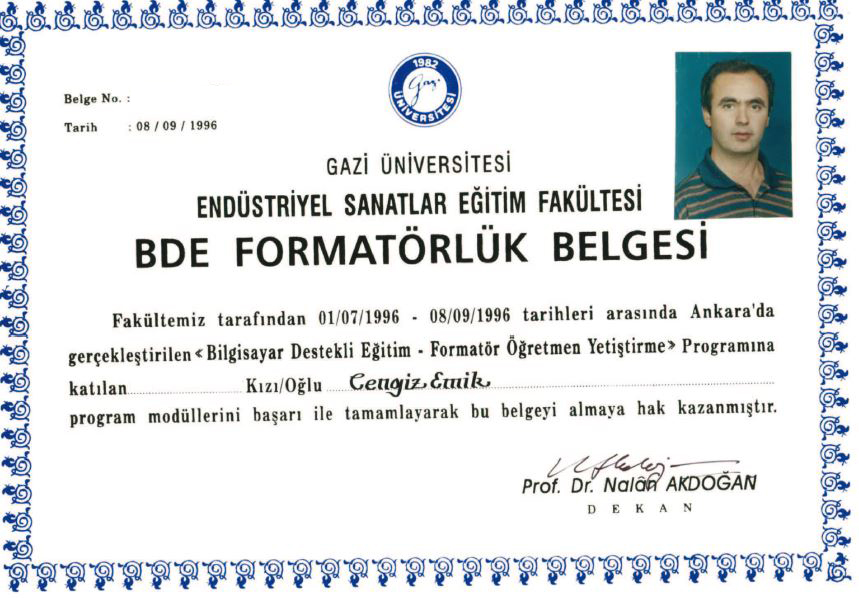 Belge No. :
Tarih : 08 / 09 / 1996
1982
Gazi
ÜNİVERSİTESİ
GAZİ ÜNİVERSİTESİ
ENDÜSTRİYEL SANATLAR EĞİTİM FAKÜLTESİ
BDE FORMATÖRLÜK BELGESİ
Fakültemiz tarafından 01/07/1996 - 08/09/1996 tarihleri arasında Ankara'da
gerçekleştirilen «Bilgisayar Destekli Eğitim - Formatör Öğretmen Yetiştirme» Programına
katılan Kızı/Oğlu Cengiz Emik
program modüllerini başarı ile tamamlayarak bu belgeyi almaya hak kazanmıştır.
Prof. Dr. Nalân AKDOĞAN
DEKAN